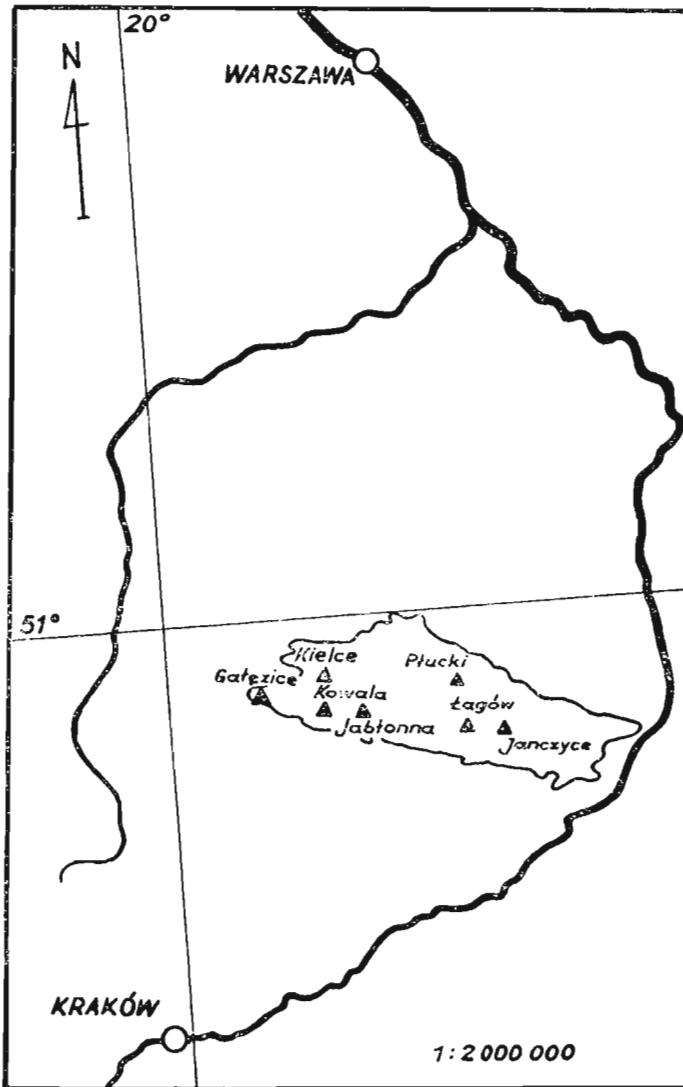 20°
N
WARSZAWA
51°
Kielce
Płucki
Gałęzice
Kowala
Łagów
Jabłonna
Janczyce
KRAKÓW
1:2 000 000